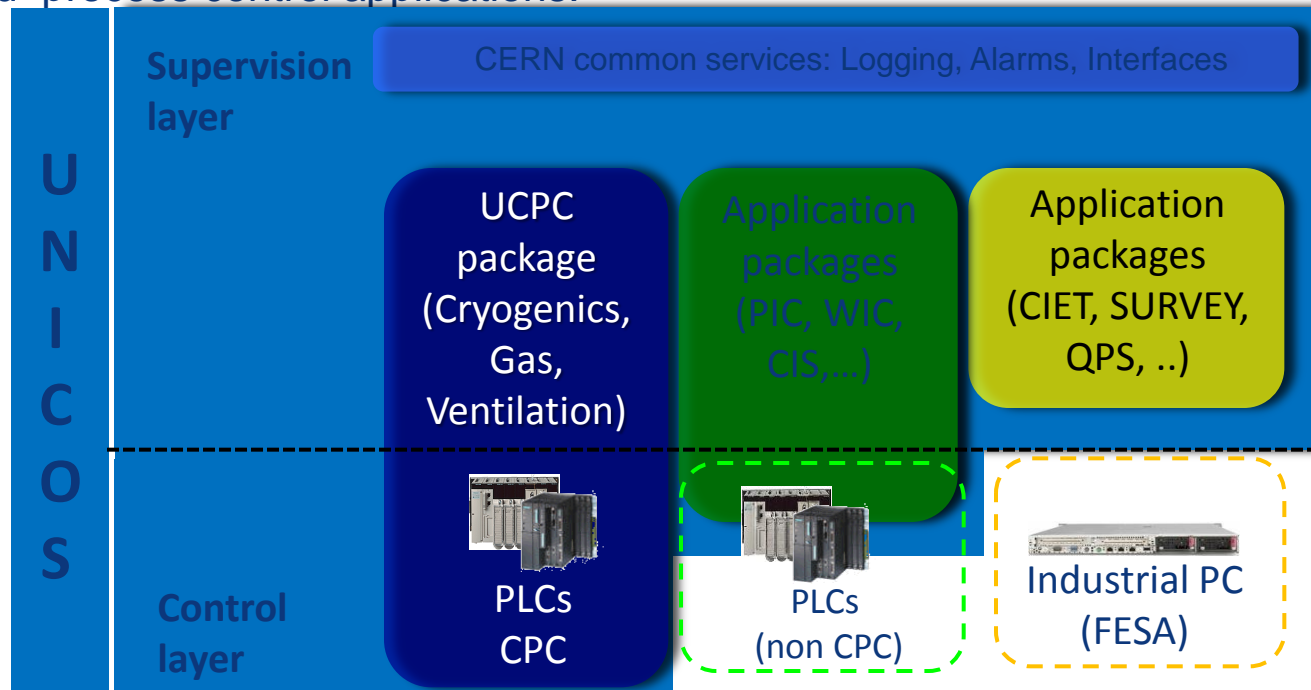 process control applications.
UNICOS
Supervision
layer
CERN common services: Logging, Alarms, Interfaces
UCPC
package
(Cryogenics,
Gas,
Ventilation)
Application
packages
(PIC, WIC,
CIS,...)
Application
packages
(CIET, SURVEY,
QPS, ..)
Control
layer
PLCs
CPC
PLCs
(non CPC)
Industrial PC
(FESA)